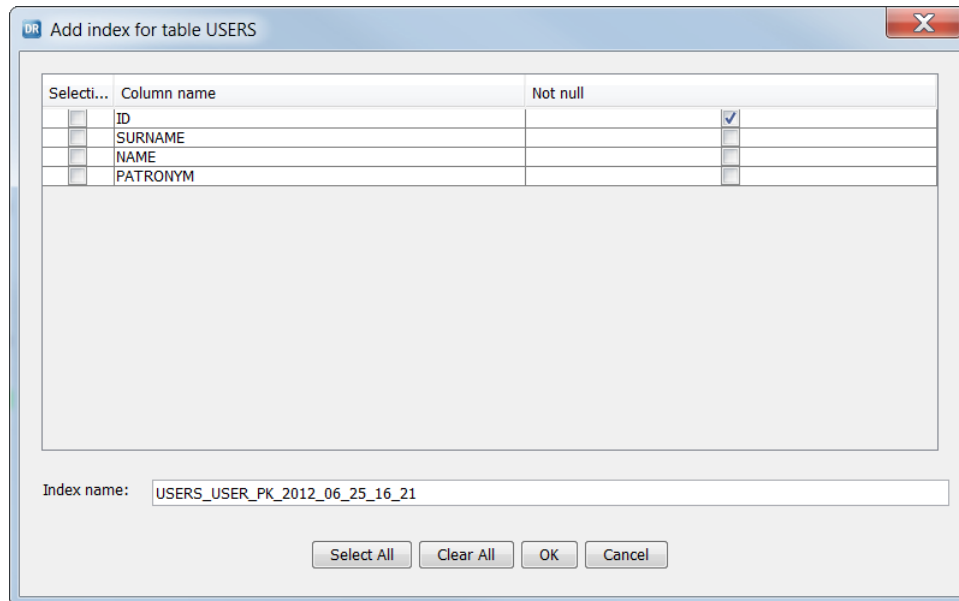 DR Add index for table USERS
Selecti... Column name Not null
ID
SURNAME
NAME
PATRONYM
Index name: USERS_USER_PK_2012_06_25_16_21
Select All Clear All OK Cancel